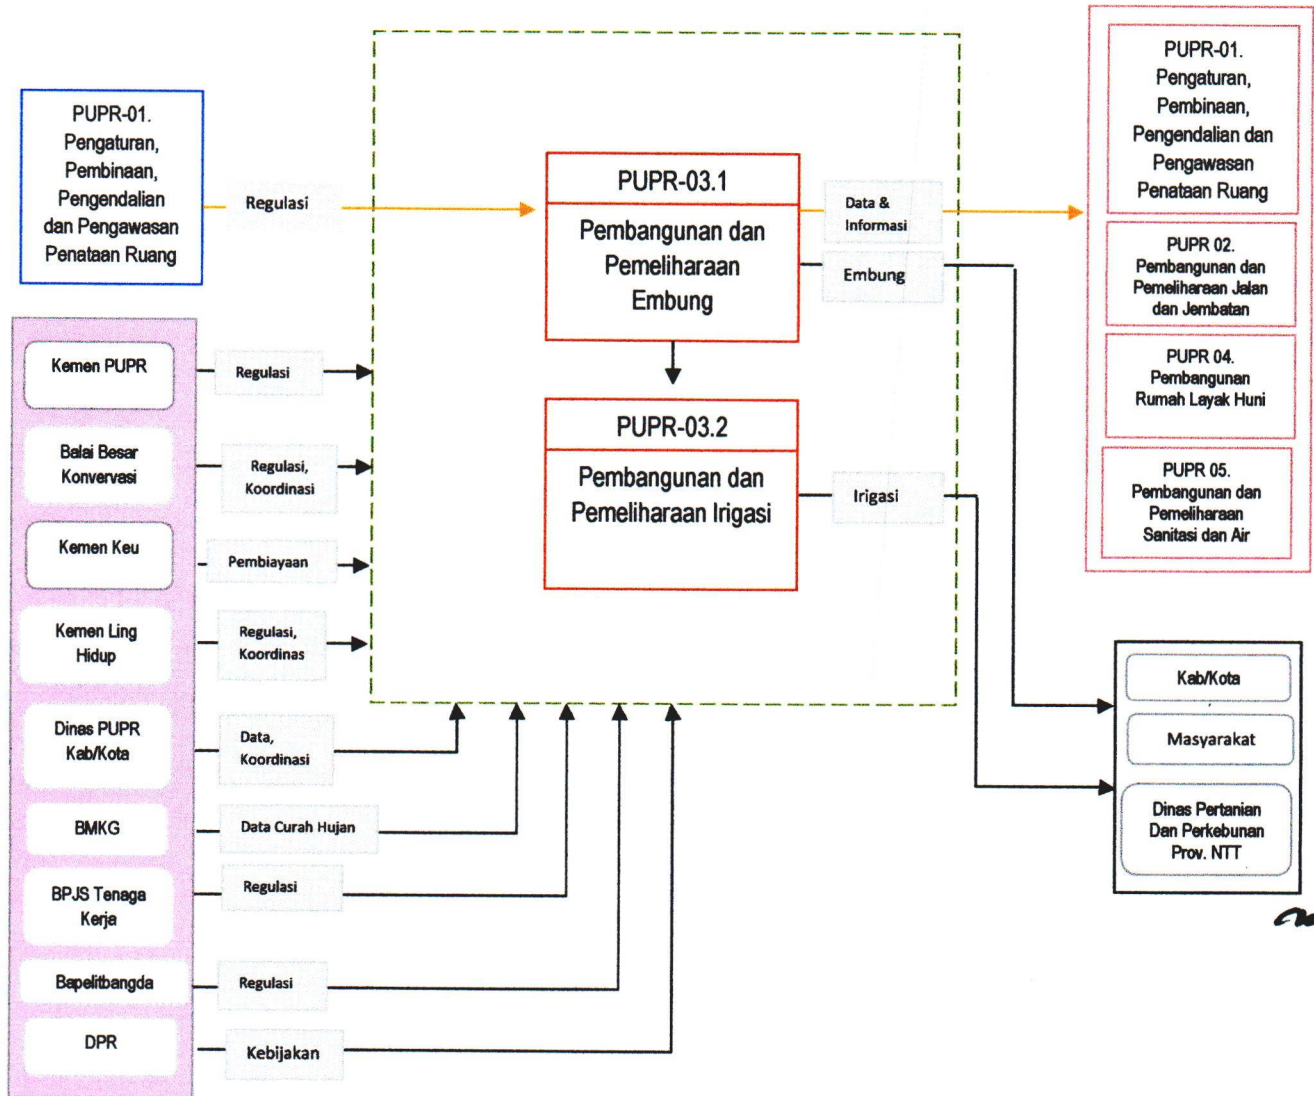 PUPR-01.
Pengaturan,
Pembinaan,
Pengendalian
dan Pengawasan
Penataan Ruang
Regulasi
Kemen PUPR
Regulasi
Balai Besar
Konvervasi
Regulasi,
Koordinasi
Kemen Keu
Pembiayaan
Kemen Ling
Hidup
Regulasi,
Koordinas
Dinas PUPR
Kab/Kota
Data,
Koordinasi
BMKG
Data Curah Hujan
BPJS Tenaga
Kerja
Regulasi
Bapelitbangda
Regulasi
DPR
Kebijakan
PUPR-03.1
Pembangunan dan
Pemeliharaan
Embung
PUPR-03.2
Pembangunan dan
Pemeliharaan Irigasi
Data &
Informasi
Embung
Irigasi
PUPR-01.
Pengaturan,
Pembinaan,
Pengendalian dan
Pengawasan
Penataan Ruang
PUPR 02.
Pembangunan dan
Pemeliharaan Jalan
dan Jembatan
PUPR 04.
Pembangunan
Rumah Layak Huni
PUPR 05.
Pembangunan dan
Pemeliharaan
Sanitasi dan Air
Kab/Kota
Masyarakat
Dinas Pertanian
Dan Perkebunan
Prov. NTT